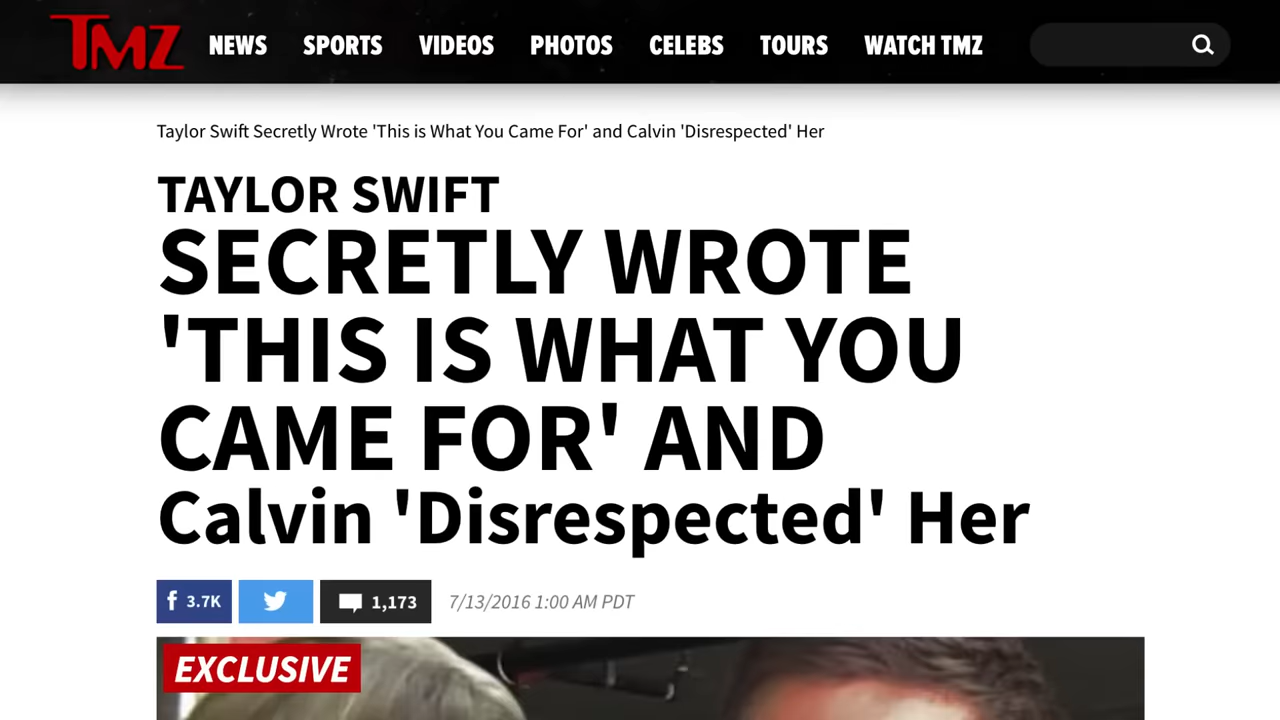 TMZ NEWS SPORTS VIDEOS PHOTOS CELEBS TOURS WATCH TMZ
Taylor Swift Secretly Wrote 'This is What You Came For' and Calvin 'Disrespected' Her
TAYLOR SWIFT
SECRETLY WROTE
'THIS IS WHAT YOU
CAME FOR' AND
Calvin 'Disrespected' Her
f 3.7K 1,173 7/13/2016 1:00 AM PDT
EXCLUSIVE